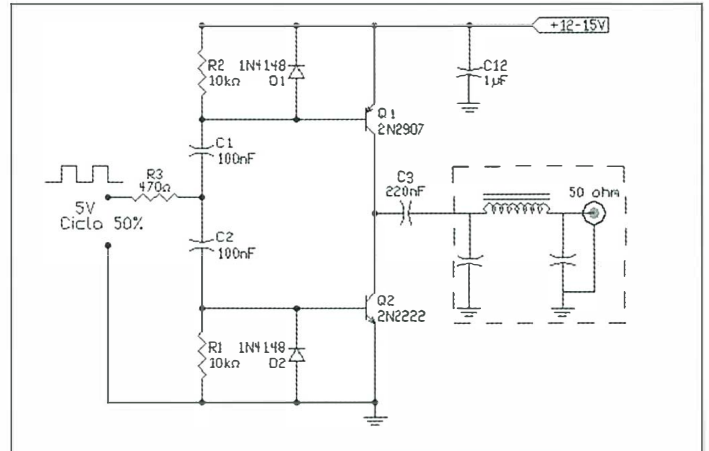 +12-15V
R2
10kΩ
1N4148
D1
C12
1µF
Q1
2N2907
C1
100nF
R3
470Ω
5V
Ciclo 50%
C3
220nF
50 ohm
C2
100nF
Q2
2N2222
R1
10kΩ
1N4148
D2